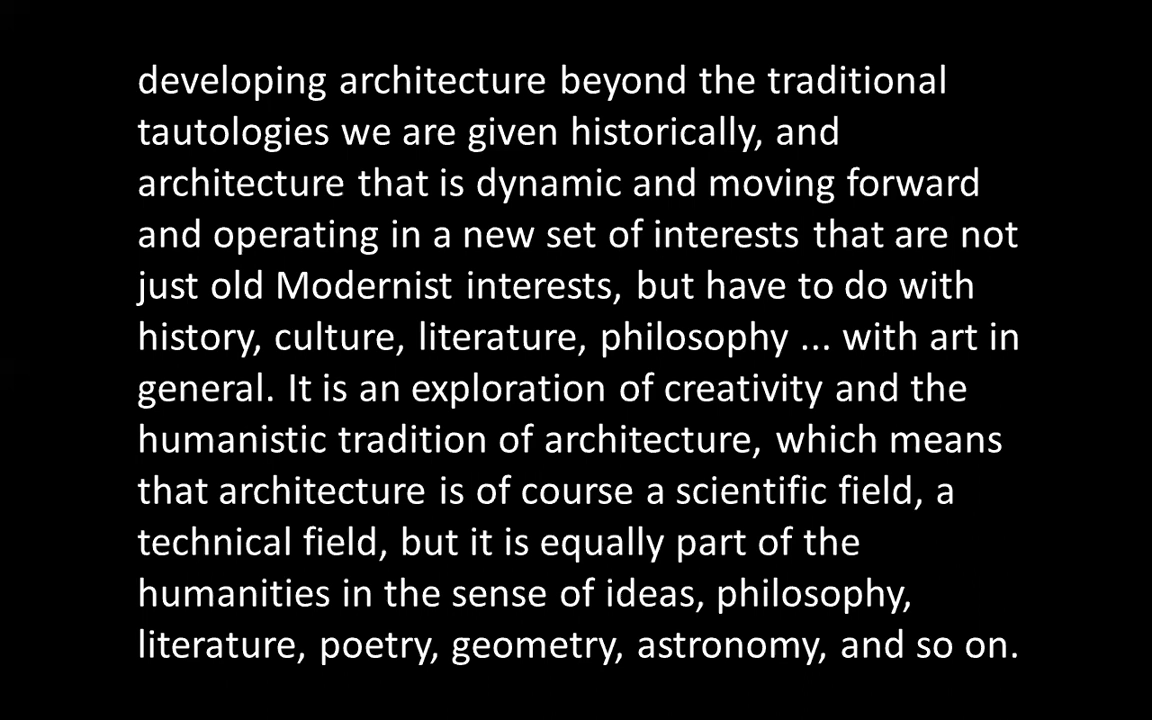 developing architecture beyond the traditional
tautologies we are given historically, and
architecture that is dynamic and moving forward
and operating in a new set of interests that are not
just old Modernist interests, but have to do with
history, culture, literature, philosophy ... with art in
general. It is an exploration of creativity and the
humanistic tradition of architecture, which means
that architecture is of course a scientific field, a
technical field, but it is equally part of the
humanities in the sense of ideas, philosophy,
literature, poetry, geometry, astronomy, and so on.